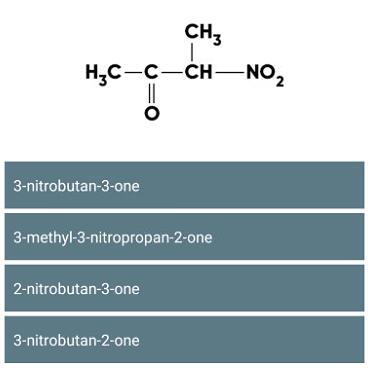 CH₃
H₃C—C—CH—NO₂
O
3-nitrobutan-3-one
3-methyl-3-nitropropan-2-one
2-nitrobutan-3-one
3-nitrobutan-2-one